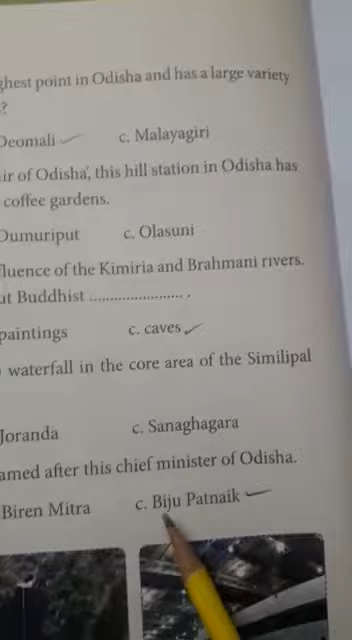 ghest point in Odisha and has a large variety
?
Deomali c. Malayagiri
ir of Odisha', this hill station in Odisha has
coffee gardens.
Dumuriput c. Olasuni
fluence of the Kimiria and Brahmani rivers.
ut Buddhist ........................ .
paintings c. caves
waterfall in the core area of the Similipal
Joranda c. Sanaghagara
amed after this chief minister of Odisha.
Biren Mitra c. Biju Patnaik